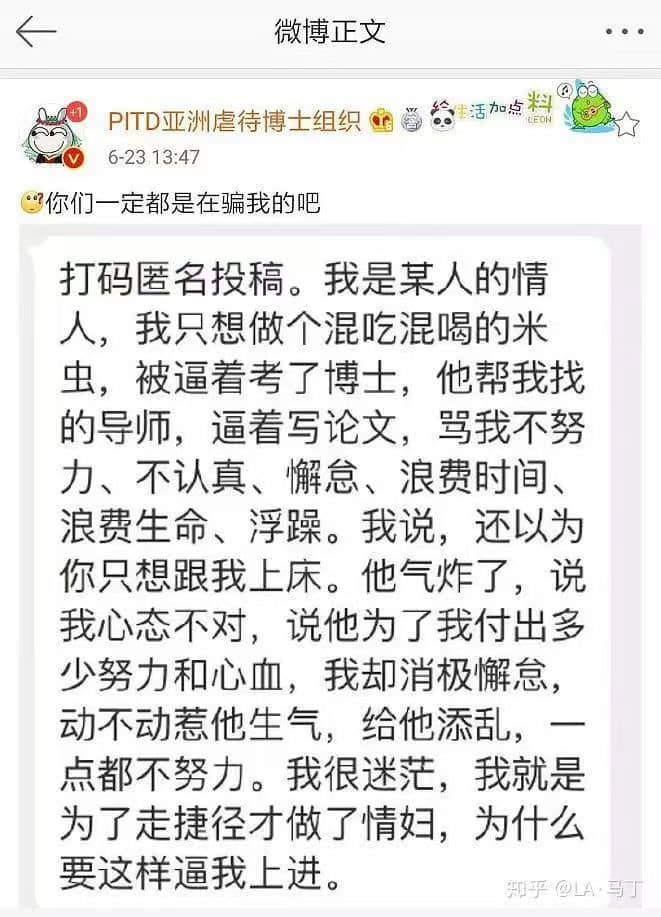 微博正文
PITD亚洲虐待博士组织
给生活加点料
LEON
+1
6-23 13:47
你们一定都是在骗我的吧
打码匿名投稿。我是某人的情
人，我只想做个混吃混喝的米
虫，被逼着考了博士，他帮我找
的导师，逼着写论文，骂我不努
力、不认真、懈怠、浪费时间、
浪费生命、浮躁。我说，还以为
你只想跟我上床。他气炸了，说
我心态不对，说他为了我付出多
少努力和心血，我却消极懈怠，
动不动惹他生气，给他添乱，一
点都不努力。我很迷茫，我就是
为了走捷径才做了情妇，为什么
要这样逼我上进。
知乎 @LA·马丁